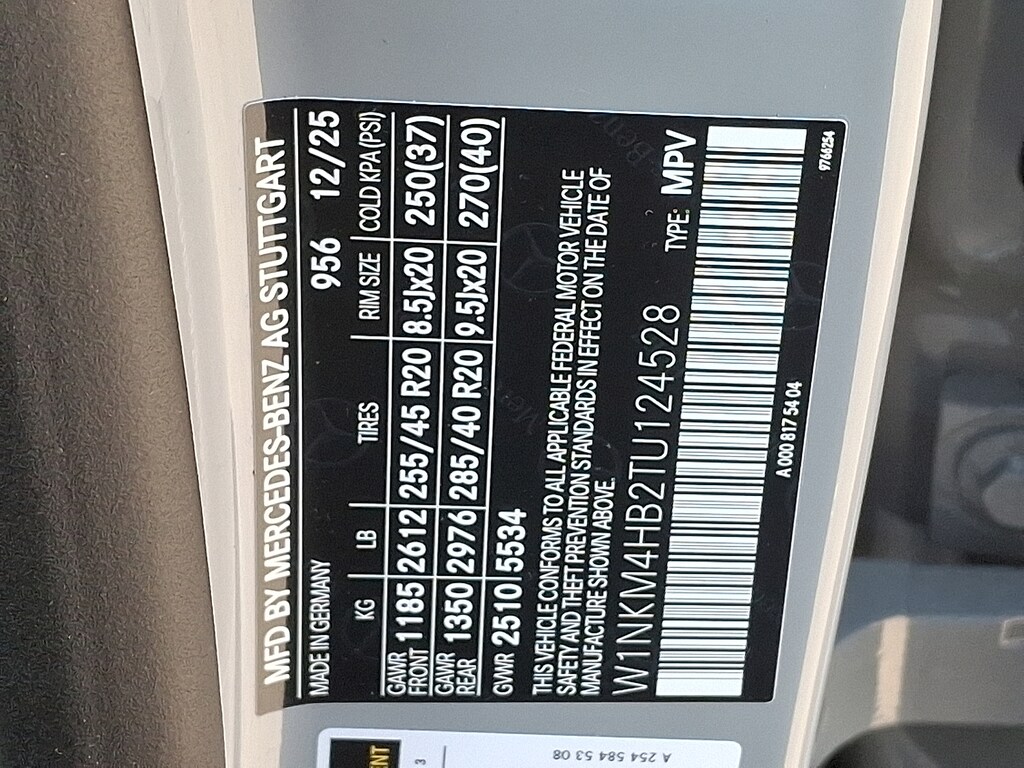 MFD BY MERCEDES-BENZ AG STUTTGART
MADE IN GERMANY 956 12/25
KG LB TIRES RIM SIZE COLD KPA(PSI)
GAWR FRONT 1185 2612 255/45 R20 8.5Jx20 250(37)
GAWR REAR 1350 2976 285/40 R20 9.5Jx20 270(40)
GVWR 2510 5534
THIS VEHICLE CONFORMS TO ALL APPLICABLE FEDERAL MOTOR VEHICLE
SAFETY AND THEFT PREVENTION STANDARDS IN EFFECT ON THE DATE OF
MANUFACTURE SHOWN ABOVE.
W1NKM4HB2TU124528 TYPE: MPV
A 000 817 54 04
9766254
ENT
3
A 254 584 53 08